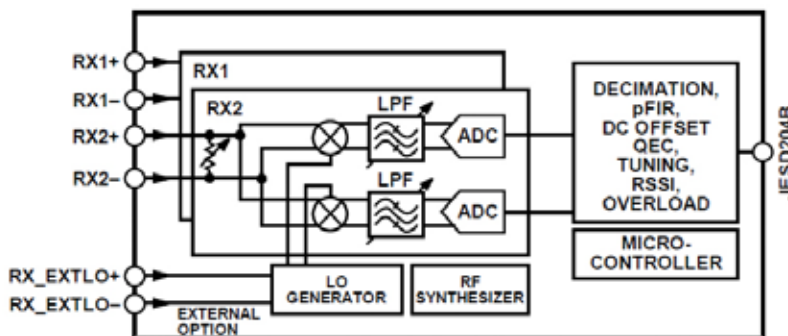 RX1+
RX1–
RX2+
RX2–
RX_EXTLO+
RX_EXTLO–
EXTERNAL
OPTION
RX1
RX2
LPF
ADC
LPF
ADC
LO
GENERATOR
RF
SYNTHESIZER
DECIMATION,
pFIR,
DC OFFSET
QEC,
TUNING,
RSSI,
OVERLOAD
MICRO-
CONTROLLER
JESD204B